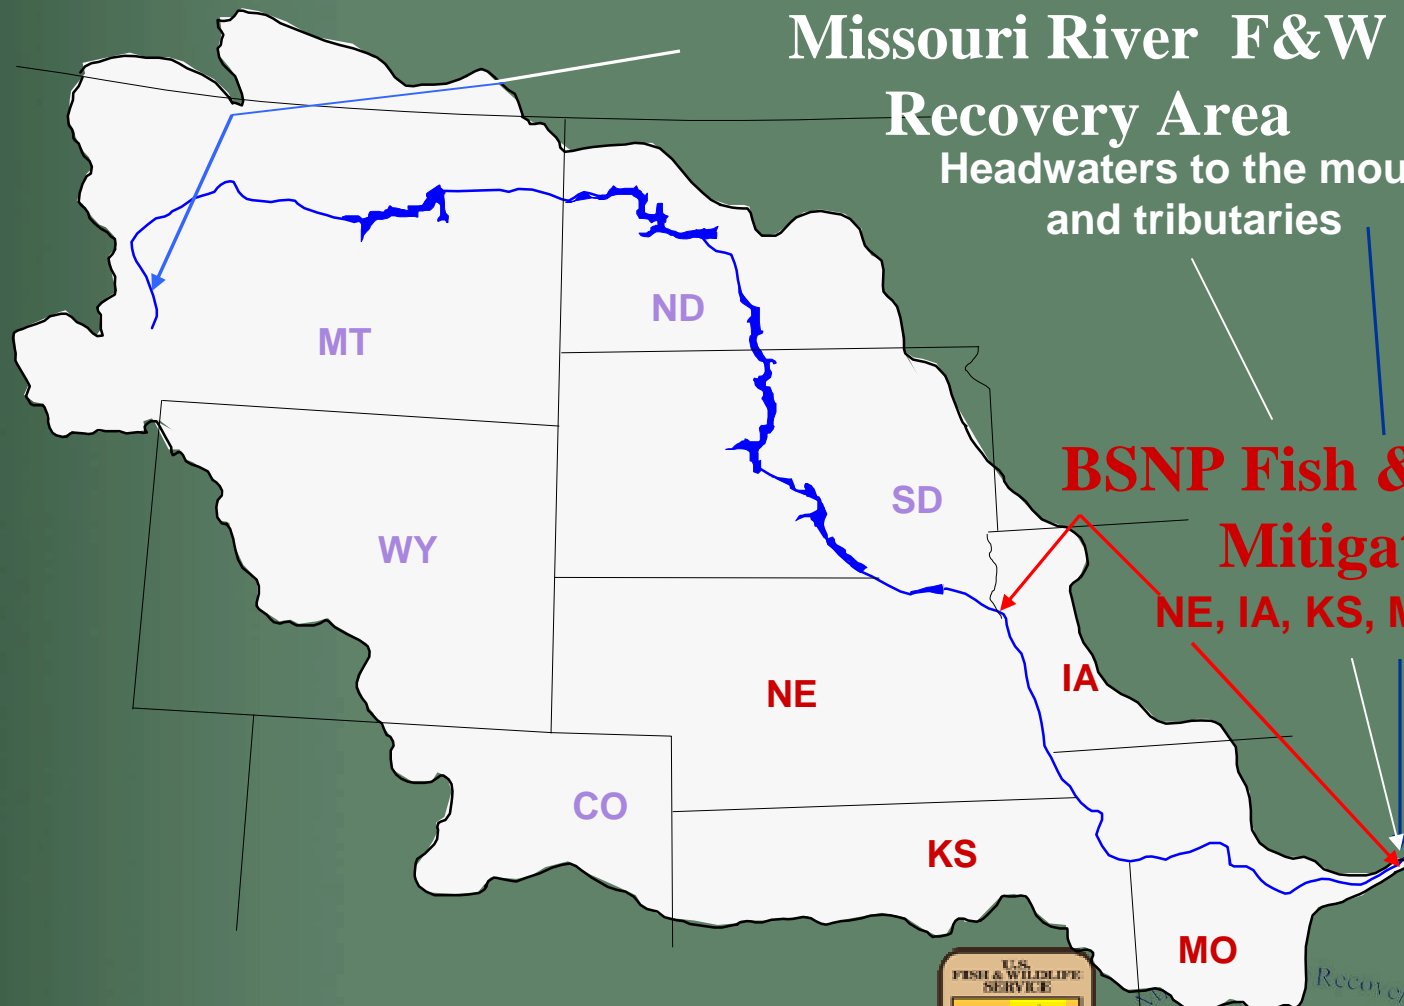 Missouri River F&W
Recovery Area
Headwaters to the mou
and tributaries
ND
MT
BSNP Fish &
SD
Mitigat
WY
NE, IA, KS, M
IA
NE
CO
KS
MO
U.S.
FISH & WILDLIFE
SERVICE
Recove